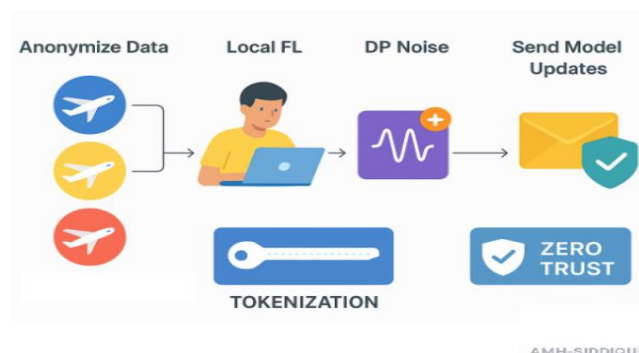 Anonymize Data
Local FL
DP Noise
Send Model
Updates
TOKENIZATION
ZERO
TRUST